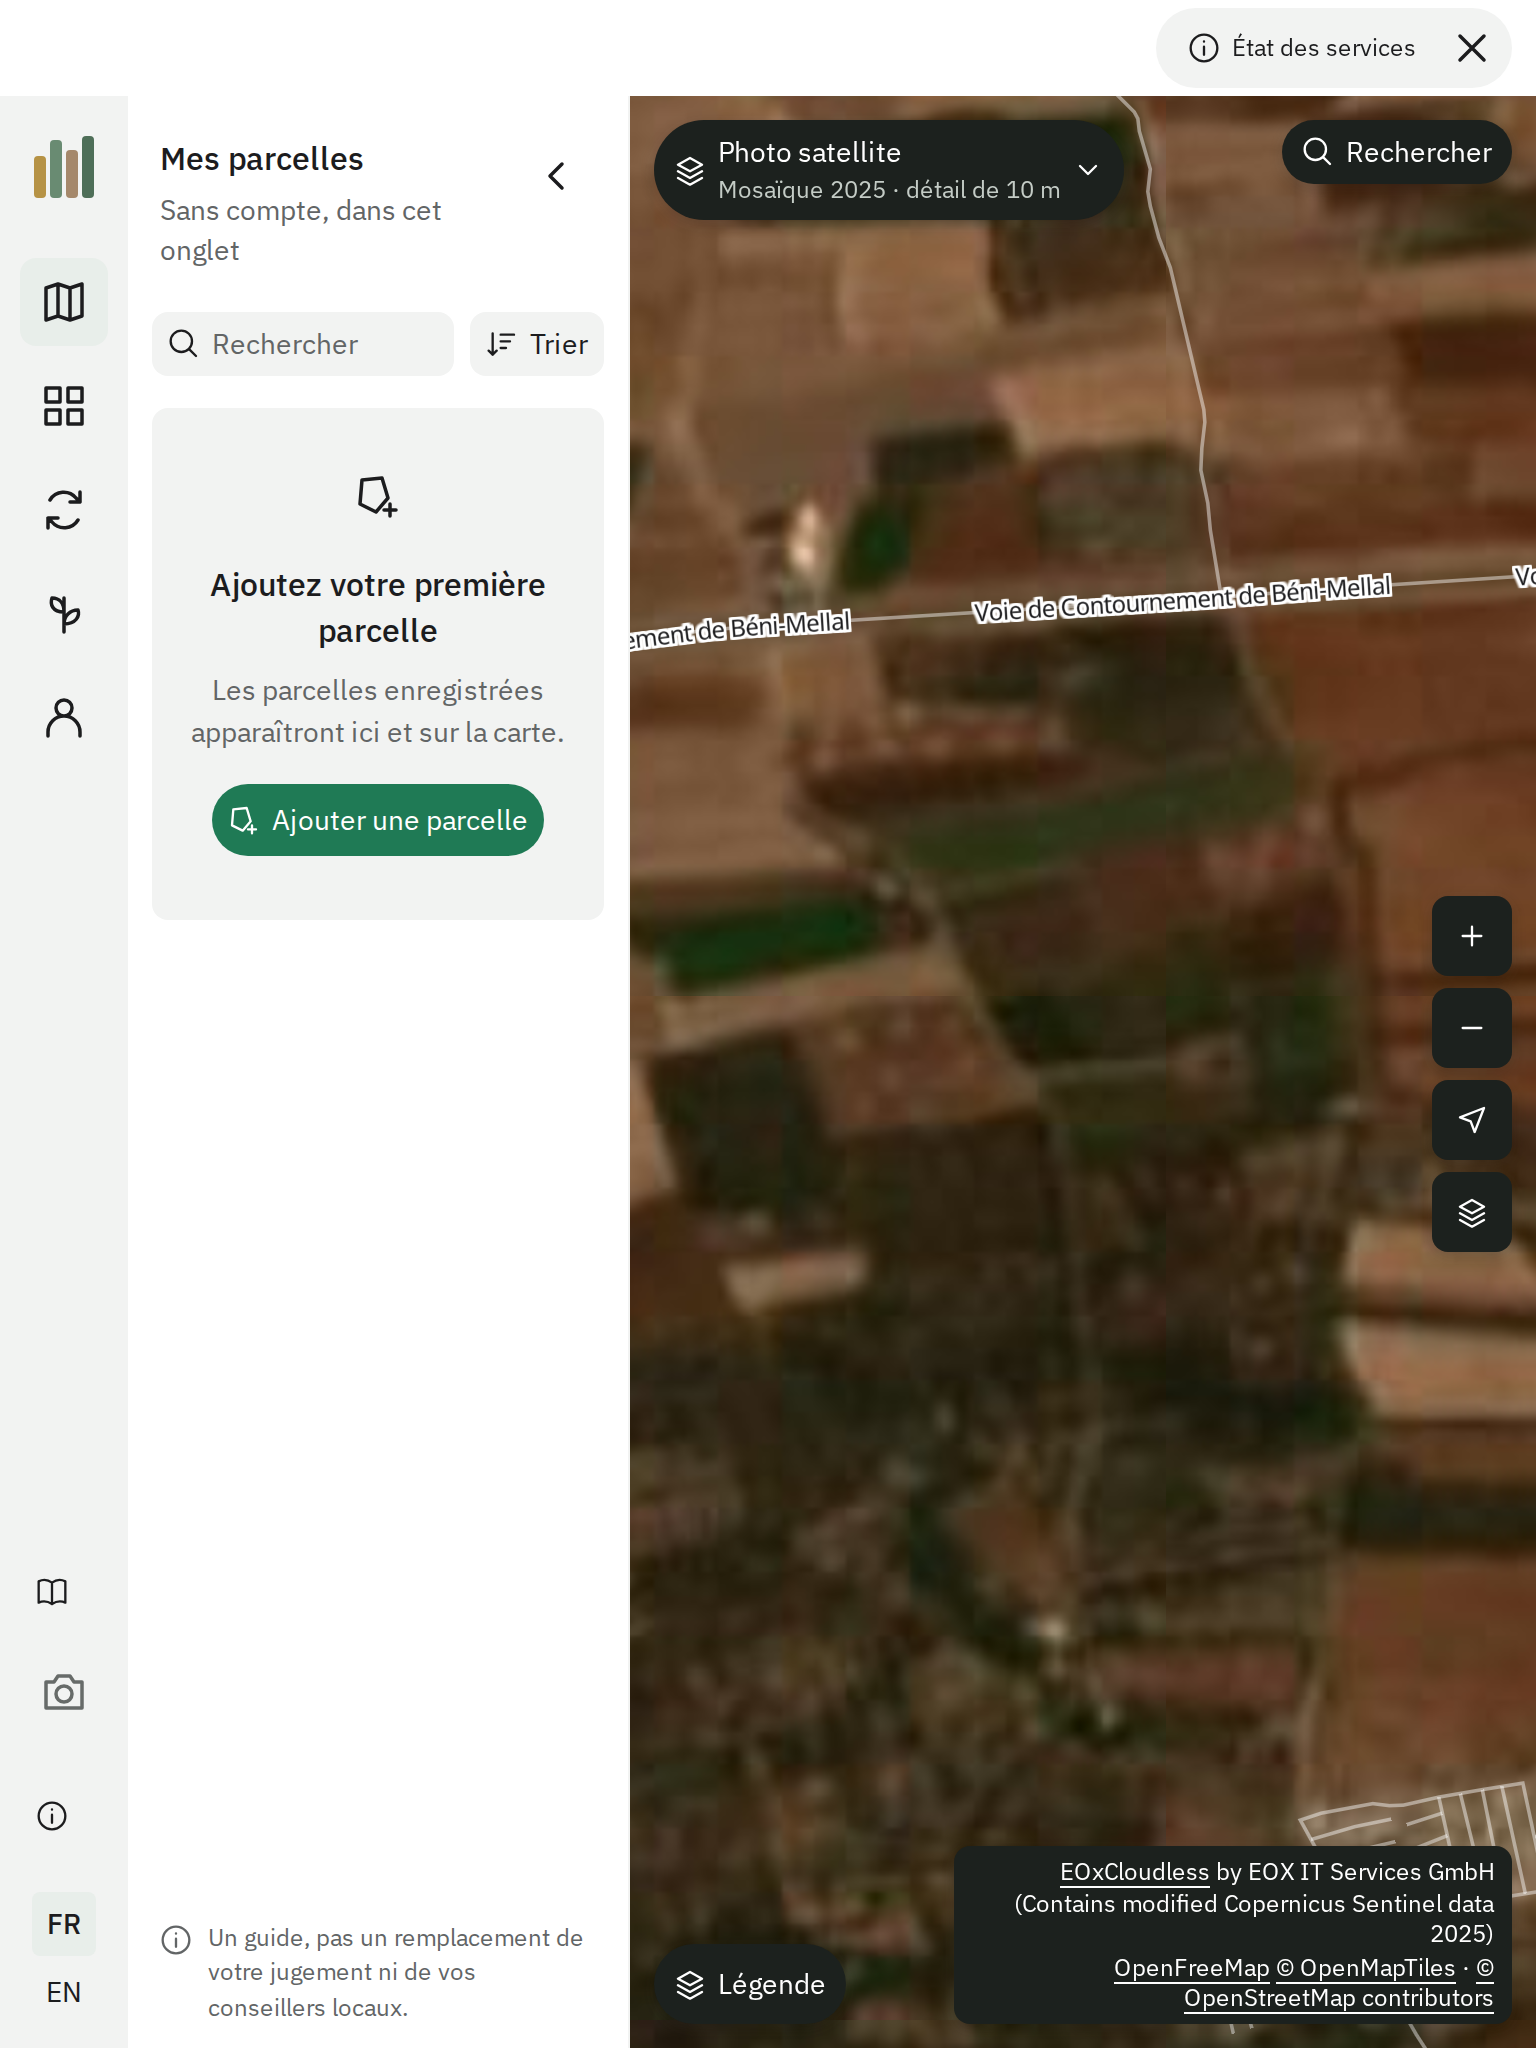 État des services
Mes parcelles
Sans compte, dans cet
onglet
Rechercher
Trier
Ajoutez votre première
parcelle
Les parcelles enregistrées
apparaîtront ici et sur la carte.
Ajouter une parcelle
Un guide, pas un remplacement de
votre jugement ni de vos
conseillers locaux.
FR
EN
Photo satellite
Mosaïque 2025 · détail de 10 m
Rechercher
ement de Béni-Mellal
Voie de Contournement de Béni-Mellal
Vo
Légende
EOxCloudless by EOX IT Services GmbH
(Contains modified Copernicus Sentinel data
2025)
OpenFreeMap © OpenMapTiles · ©
OpenStreetMap contributors